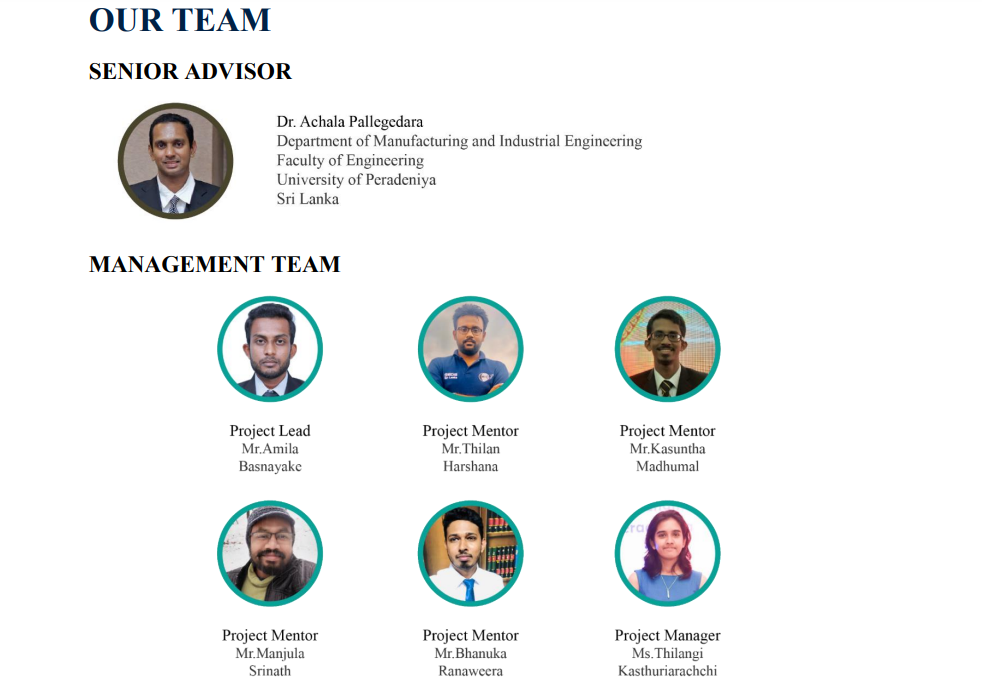 OUR TEAM
SENIOR ADVISOR
Dr. Achala Pallegedara
Department of Manufacturing and Industrial Engineering
Faculty of Engineering
University of Peradeniya
Sri Lanka
MANAGEMENT TEAM
Project Lead
Mr.Amila
Basnayake
Project Mentor
Mr.Thilan
Harshana
Project Mentor
Mr.Kasuntha
Madhumal
Project Mentor
Mr.Manjula
Srinath
Project Mentor
Mr.Bhanuka
Ranaweera
Project Manager
Ms.Thilangi
Kasthuriarachchi